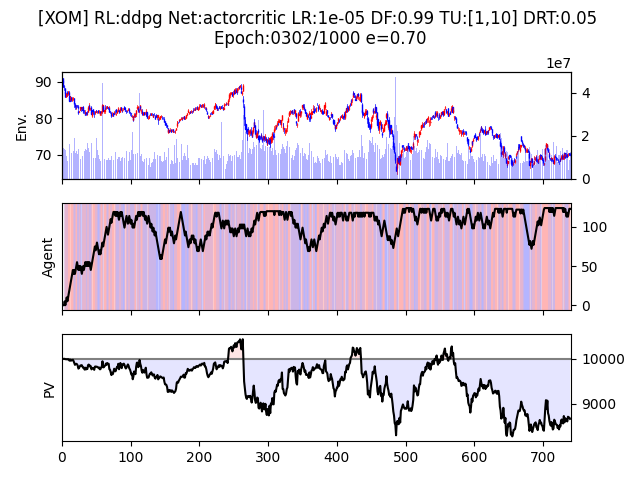 [XOM] RL:ddpg Net:actorcritic LR:1e-05 DF:0.99 TU:[1,10] DRT:0.05
Epoch:0302/1000 e=0.70
1e7
90
80
70
Env.
4
2
0
Agent
100
50
0
PV
10000
9000
0 100 200 300 400 500 600 700